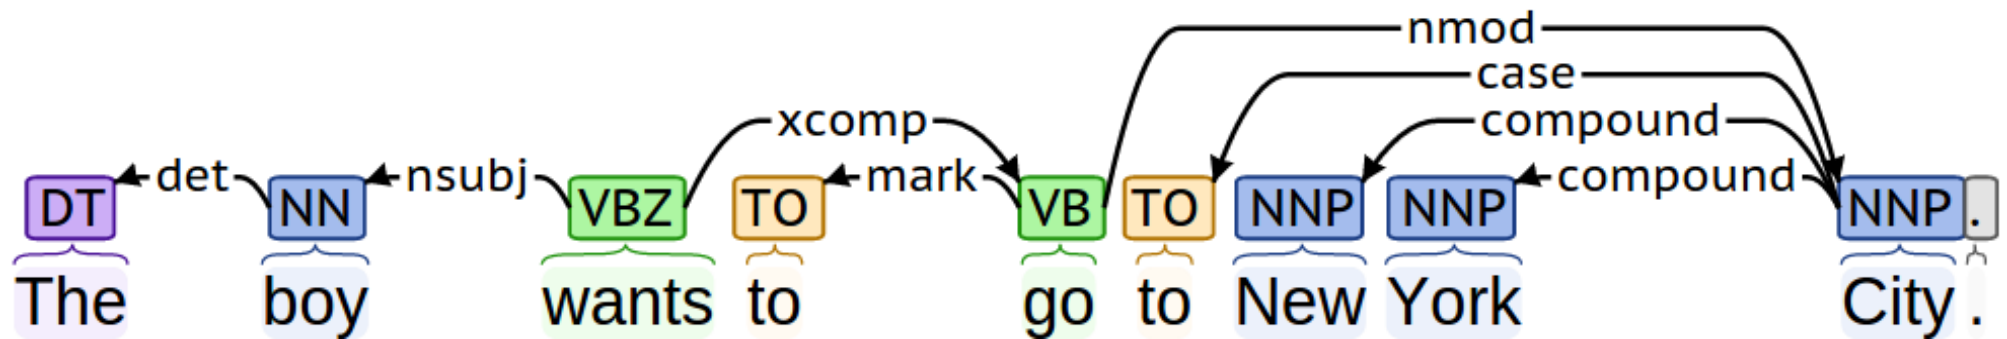 nmod
case
xcomp compound
det nsubj mark compound
DT NN VBZ TO VB TO NNP NNP NNP .
The boy wants to go to New York City .